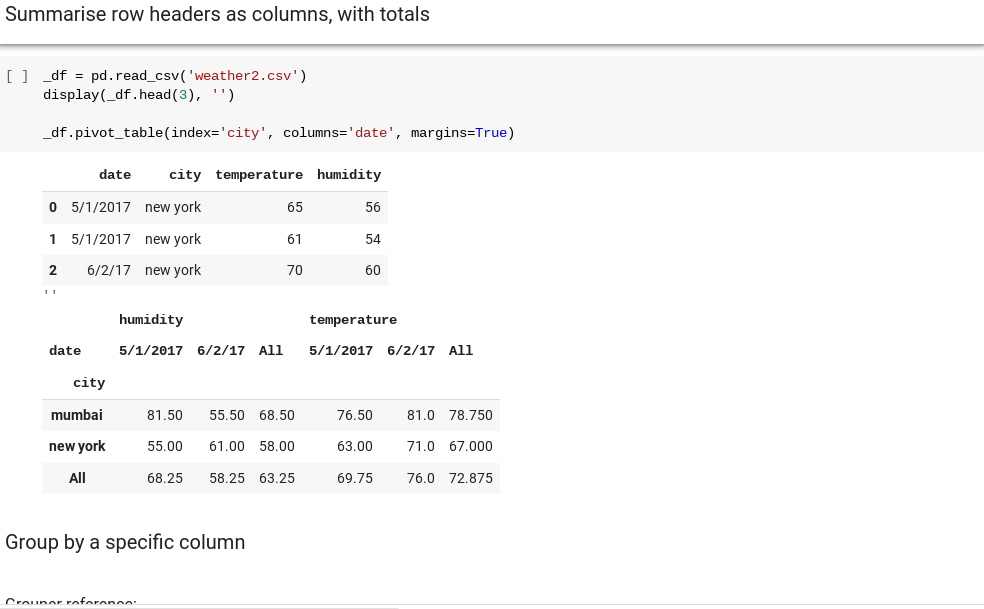 Summarise row headers as columns, with totals
[ ] _df = pd.read_csv('weather2.csv')
display(_df.head(3), '')
_df.pivot_table(index='city', columns='date', margins=True)
date city temperature humidity
0 5/1/2017 new york 65 56
1 5/1/2017 new york 61 54
2 6/2/17 new york 70 60
''
humidity temperature
date 5/1/2017 6/2/17 All 5/1/2017 6/2/17 All
city
mumbai 81.50 55.50 68.50 76.50 81.0 78.750
new york 55.00 61.00 58.00 63.00 71.0 67.000
All 68.25 58.25 63.25 69.75 76.0 72.875
Group by a specific column
Grouper reference: